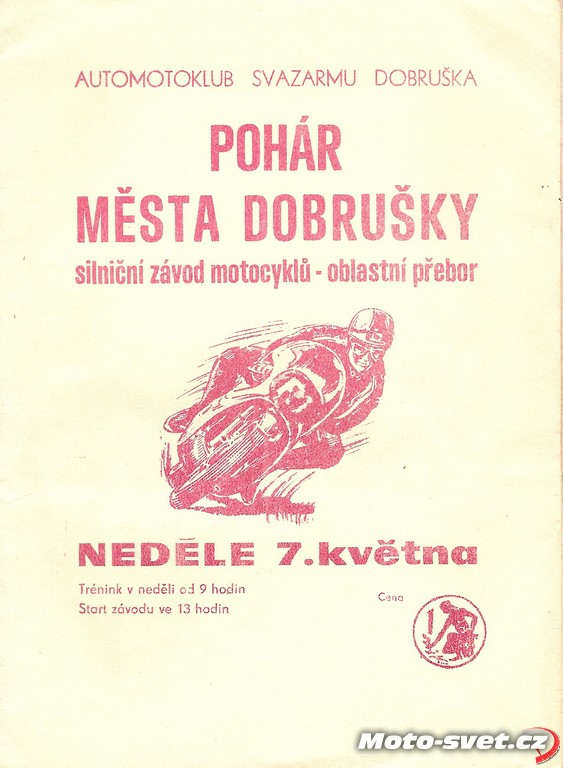 AUTOMOTOKLUB SVAZARMU DOBRUŠKA
POHÁR
MĚSTA DOBRUŠKY
silniční závod motocyklů - oblastní přebor
NEDĚLE 7. května
Trénink v neděli od 9 hodin
Start závodu ve 13 hodin
Cena
1
Moto-svet.cz